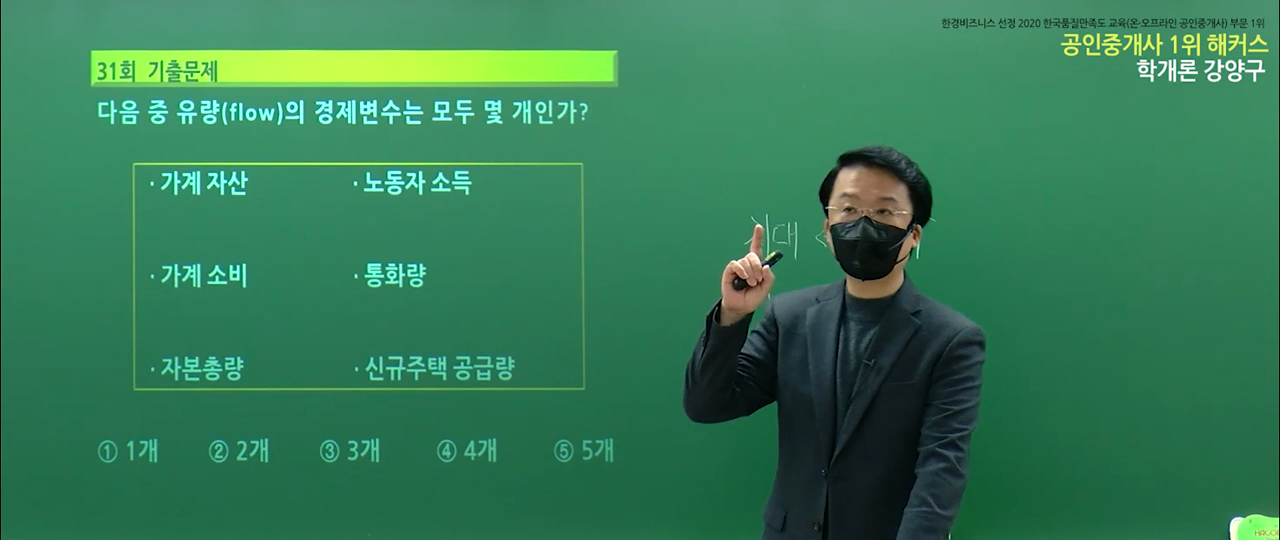 한경비즈니스 선정 2020 한국품질만족도 교육(온·오프라인 공인중개사) 부문 1위
공인중개사 1위 해커스
학개론 강양구
31회 기출문제
다음 중 유량(flow)의 경제변수는 모두 몇 개인가?
· 가계 자산 · 노동자 소득
· 가계 소비 · 통화량
· 자본총량 · 신규주택 공급량
① 1개 ② 2개 ③ 3개 ④ 4개 ⑤ 5개